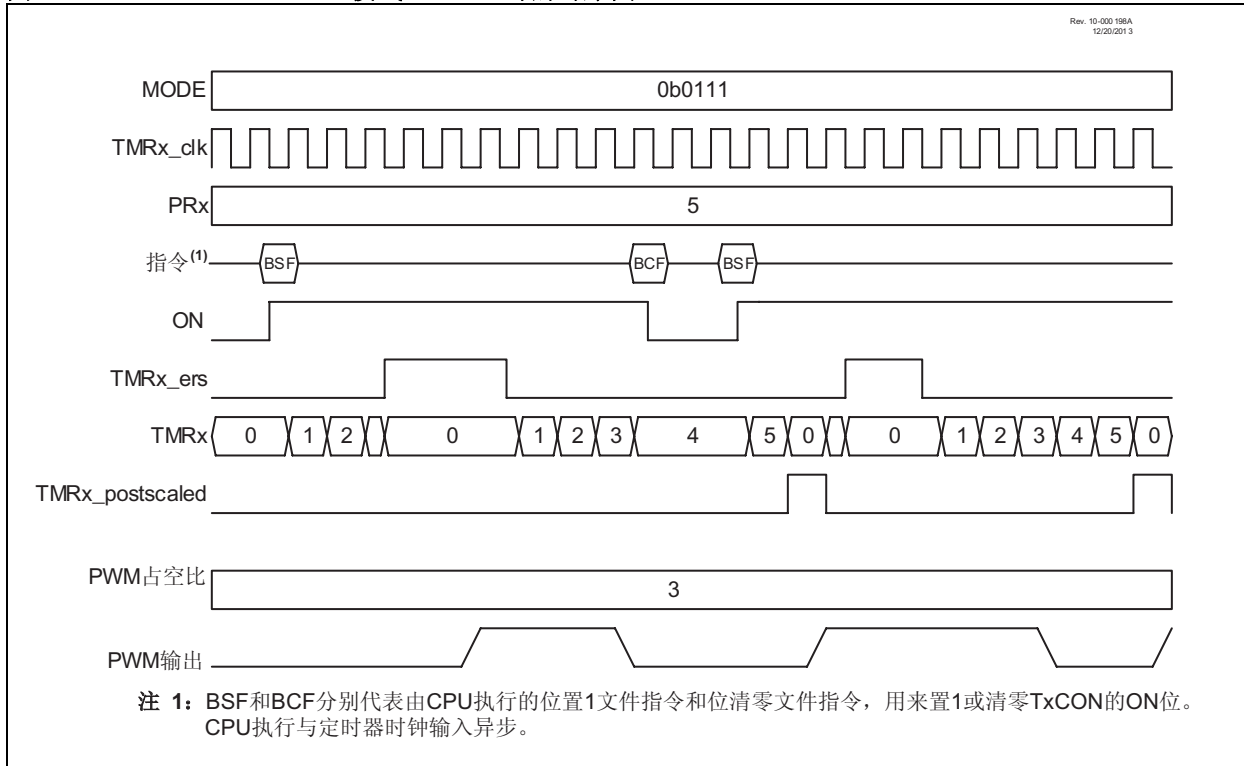 Rev. 10-000 198A
12/20/201 3
MODE 0b0111
TMRx_clk
PRx 5
指令(1) BSF BCF BSF
ON
TMRx_ers
TMRx 0 1 2 0 1 2 3 4 5 0 0 1 2 3 4 5 0
TMRx_postscaled
PWM占空比 3
PWM输出
注 1: BSF和BCF分别代表由CPU执行的位置1文件指令和位清零文件指令，用来置1或清零TxCON的ON位。
CPU执行与定时器时钟输入异步。